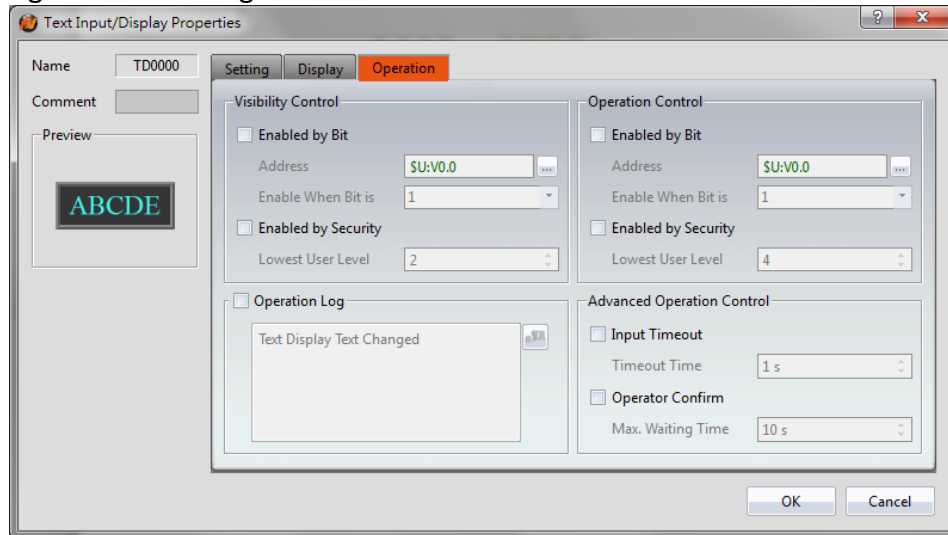 Text Input/Display Properties
Name TD0000
Comment
Preview
ABCDE
Setting Display Operation
Visibility Control
Enabled by Bit
Address $U:V0.0 ...
Enable When Bit is 1
Enabled by Security
Lowest User Level 2
Operation Control
Enabled by Bit
Address $U:V0.0 ...
Enable When Bit is 1
Enabled by Security
Lowest User Level 4
Operation Log
Text Display Text Changed
Advanced Operation Control
Input Timeout
Timeout Time 1 s
Operator Confirm
Max. Waiting Time 10 s
OK Cancel